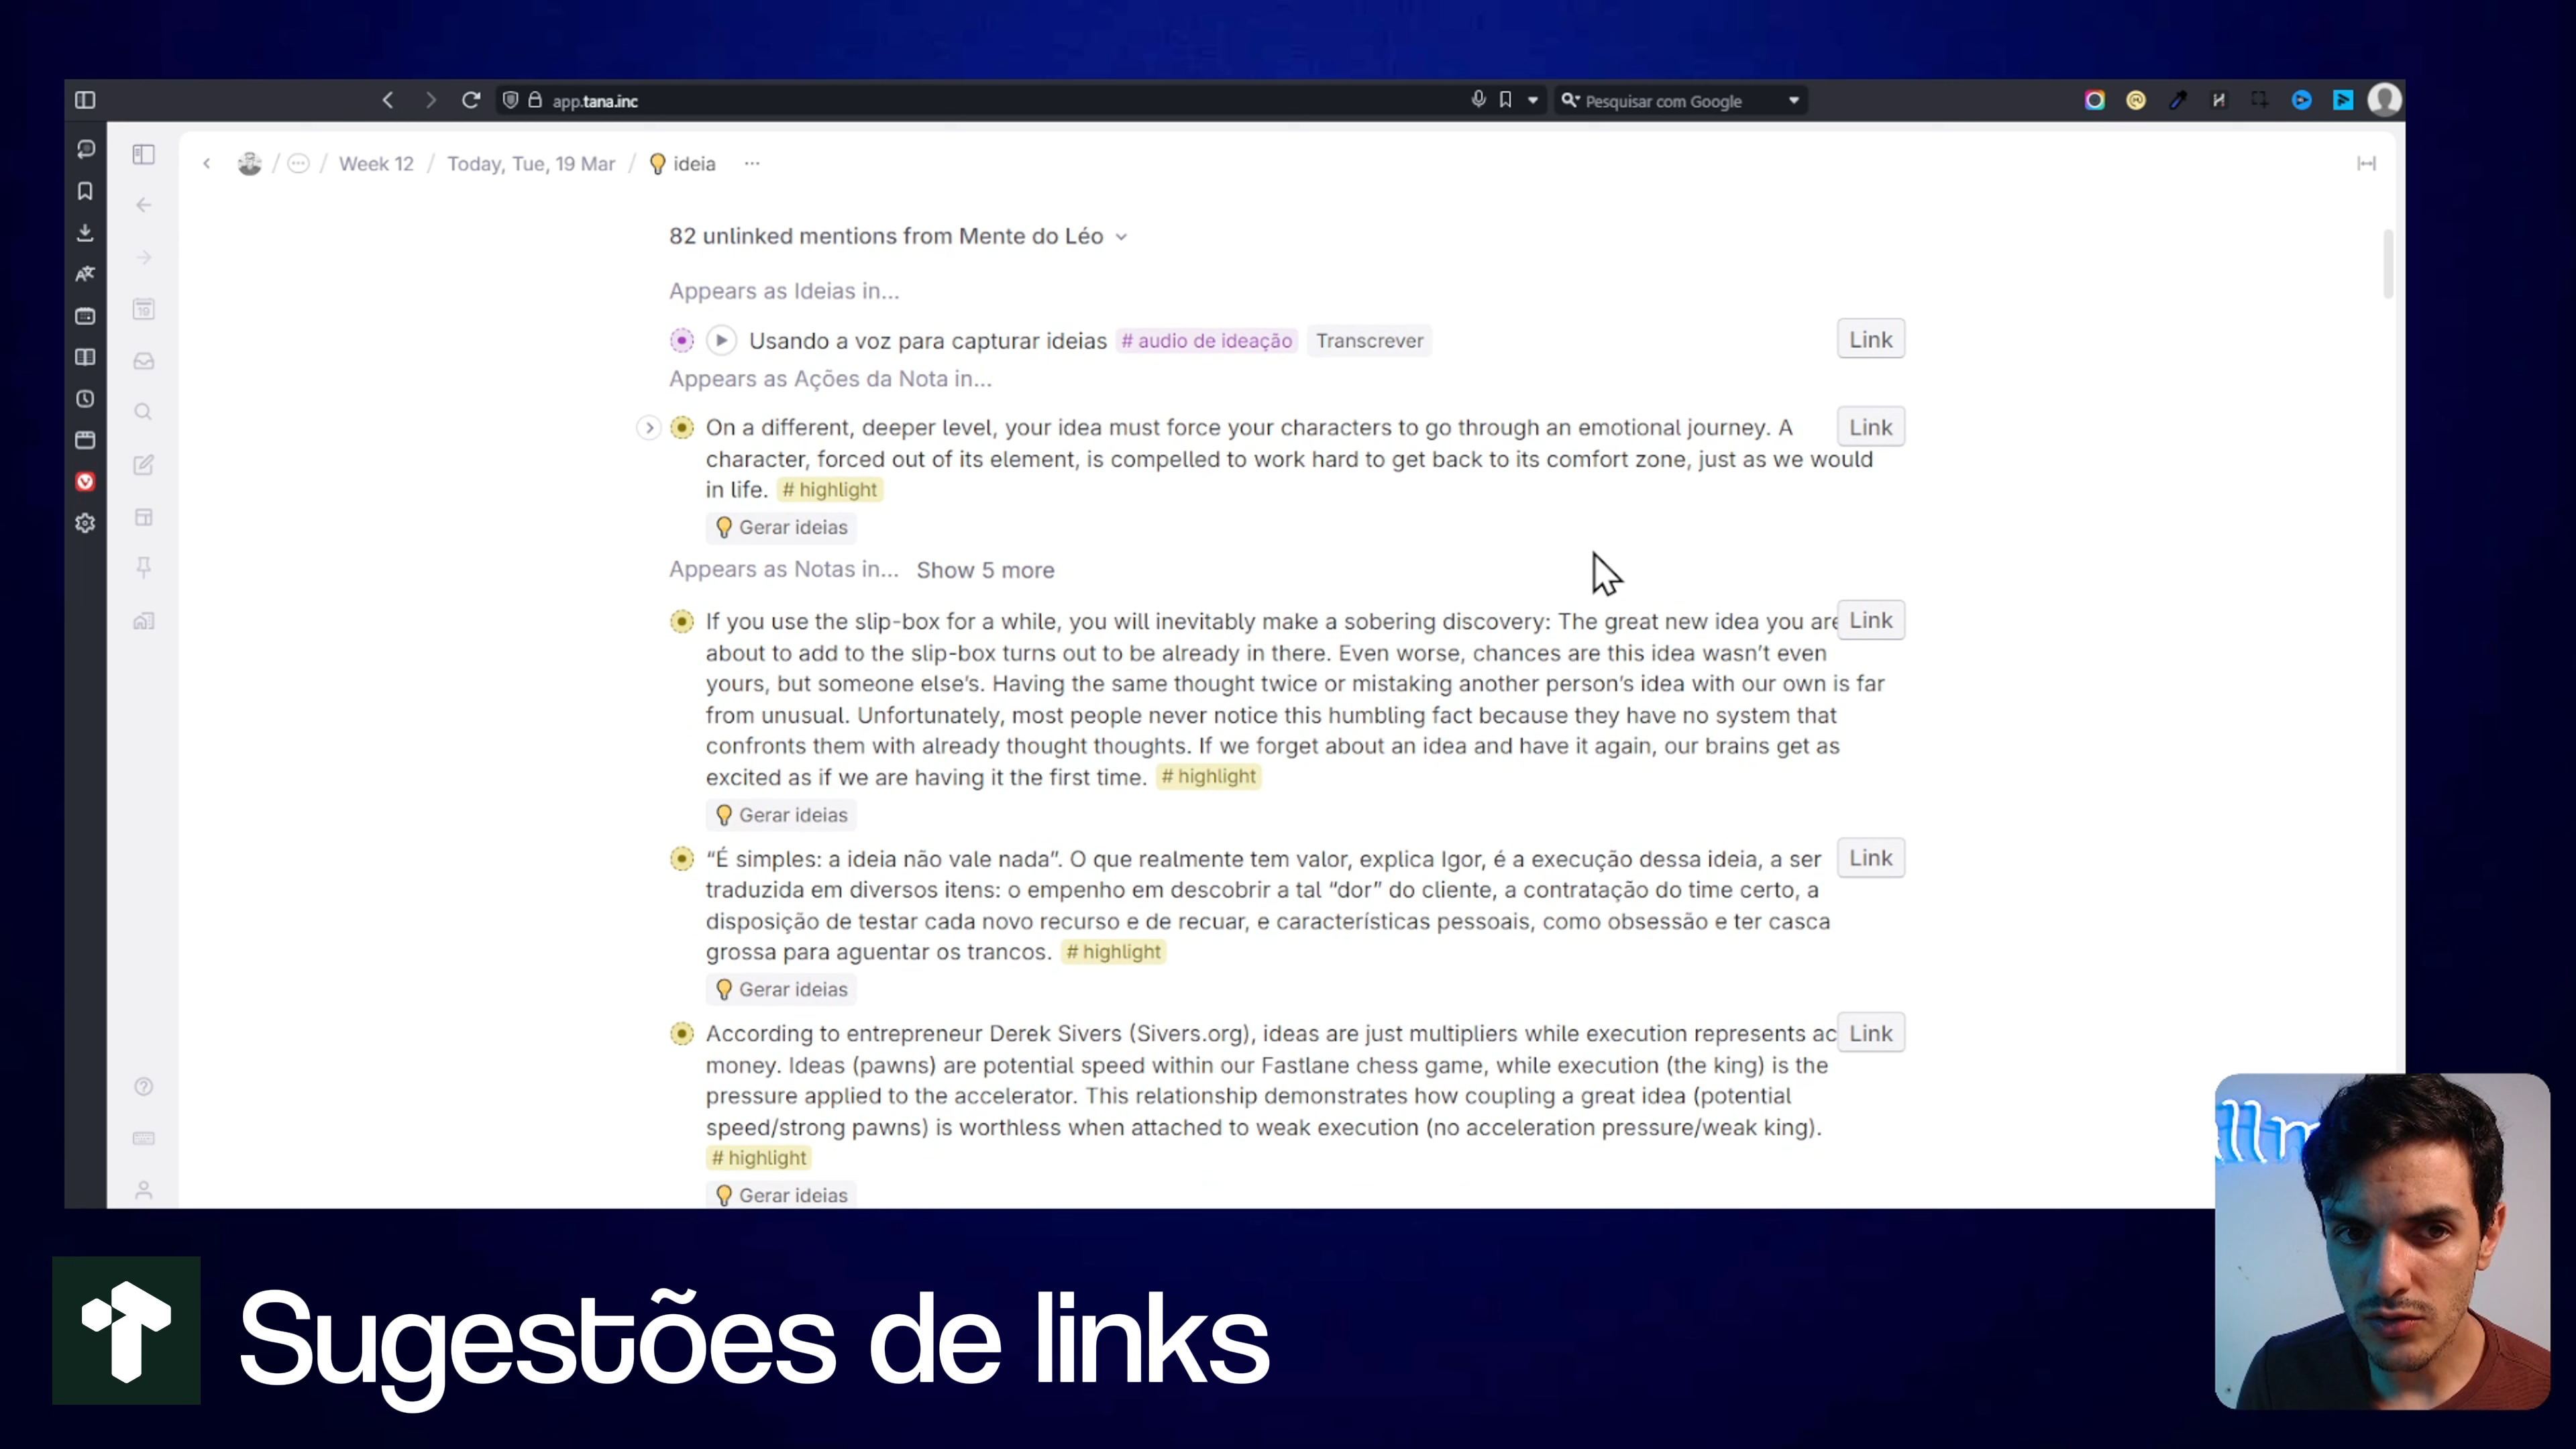 app.tana.inc
Pesquisar com Google
Week 12 / Today, Tue, 19 Mar / ideia ...
19
82 unlinked mentions from Mente do Léo
Appears as Ideias in...
Usando a voz para capturar ideias # audio de ideação Transcrever Link
Appears as Ações da Nota in...
On a different, deeper level, your idea must force your characters to go through an emotional journey. A Link
character, forced out of its element, is compelled to work hard to get back to its comfort zone, just as we would
in life. # highlight
Gerar ideias
Appears as Notas in... Show 5 more
If you use the slip-box for a while, you will inevitably make a sobering discovery: The great new idea you are Link
about to add to the slip-box turns out to be already in there. Even worse, chances are this idea wasn't even
yours, but someone else's. Having the same thought twice or mistaking another person's idea with our own is far
from unusual. Unfortunately, most people never notice this humbling fact because they have no system that
confronts them with already thought thoughts. If we forget about an idea and have it again, our brains get as
excited as if we are having it the first time. # highlight
Gerar ideias
“É simples: a ideia não vale nada”. O que realmente tem valor, explica Igor, é a execução dessa ideia, a ser Link
traduzida em diversos itens: o empenho em descobrir a tal “dor” do cliente, a contratação do time certo, a
disposição de testar cada novo recurso e de recuar, e características pessoais, como obsessão e ter casca
grossa para aguentar os trancos. # highlight
Gerar ideias
According to entrepreneur Derek Sivers (Sivers.org), ideas are just multipliers while execution represents ac Link
money. Ideas (pawns) are potential speed within our Fastlane chess game, while execution (the king) is the
pressure applied to the accelerator. This relationship demonstrates how coupling a great idea (potential
speed/strong pawns) is worthless when attached to weak execution (no acceleration pressure/weak king).
# highlight
Gerar ideias
Sugestões de links